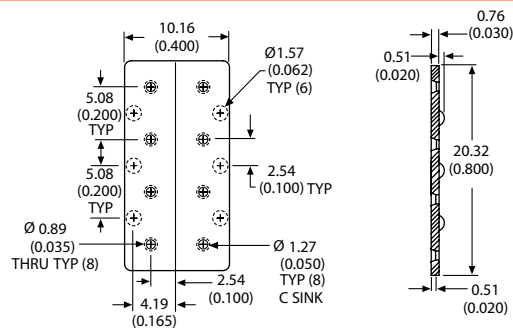 10.16
(0.400)
Ø1.57
(0.062)
TYP (6)
5.08
(0.200)
TYP
5.08
(0.200)
TYP
2.54
(0.100) TYP
Ø 0.89
(0.035)
THRU TYP (8)
Ø 1.27
(0.050)
TYP (8)
C SINK
2.54
(0.100)
4.19
(0.165)
0.76
(0.030)
0.51
(0.020)
20.32
(0.800)
0.51
(0.020)